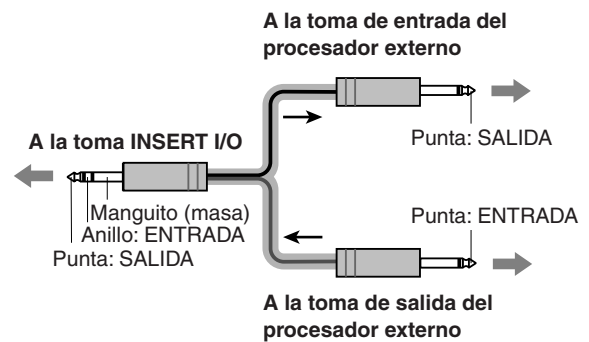 A la toma de entrada del
procesador externo
Punta: SALIDA
A la toma INSERT I/O
Manguito (masa)
Anillo: ENTRADA
Punta: SALIDA
Punta: ENTRADA
A la toma de salida del
procesador externo